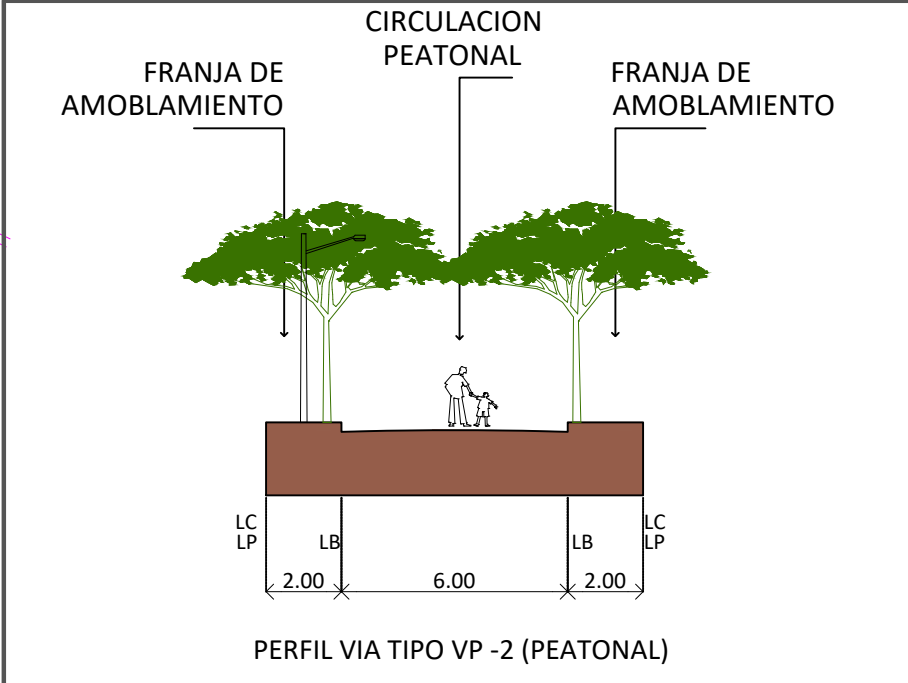 CIRCULACION
PEATONAL
FRANJA DE
AMOBLAMIENTO
FRANJA DE
AMOBLAMIENTO
LC
LP
LB
LB
LC
LP
2.00
6.00
2.00
PERFIL VIA TIPO VP -2 (PEATONAL)